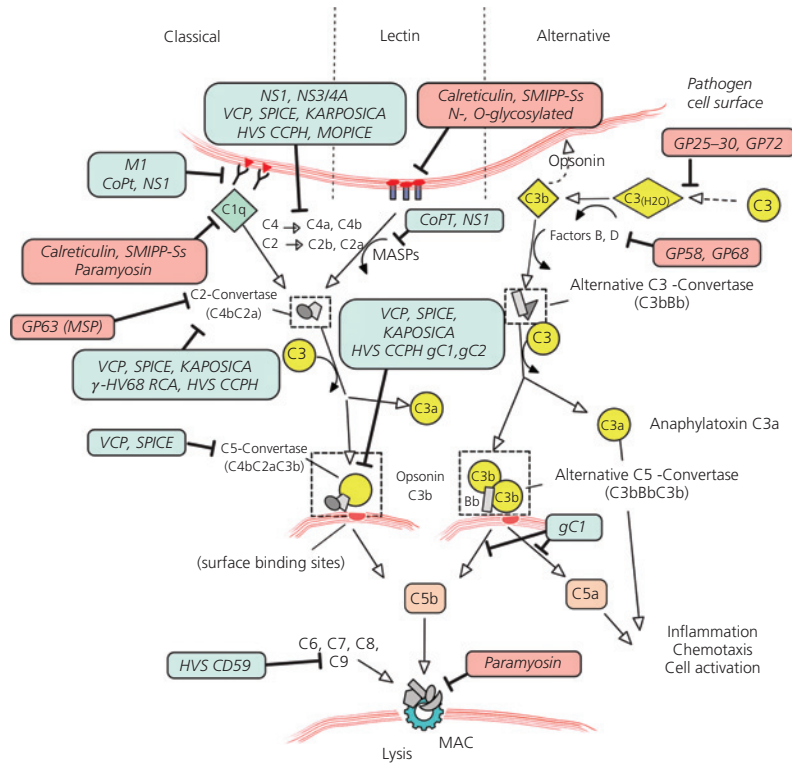 Classical
Lectin
Alternative
NS1, NS3/4A
VCP, SPICE, KARPOSICA
HVS CCPH, MOPICE
Calreticulin, SMIPP-Ss
N-, O-glycosylated
Pathogen
cell surface
GP25–30, GP72
M1
CoPt, NS1
Opsonin
C3b
C3(H2O)
C3
C1q
C4
C4a, C4b
C2
C2b, C2a
CoPT, NS1
MASPs
Factors B, D
GP58, GP68
Calreticulin, SMIPP-Ss
Paramyosin
C2-Convertase
(C4bC2a)
Alternative C3 -Convertase
(C3bBb)
GP63 (MSP)
VCP, SPICE,
KAPOSICA
HVS CCPH gC1,gC2
VCP, SPICE, KAPOSICA
γ-HV68 RCA, HVS CCPH
C3
C3
C3a
C3a
Anaphylatoxin C3a
VCP, SPICE
C5-Convertase
(C4bC2aC3b)
Opsonin
C3b
C3b
Bb
C3b
Alternative C5 -Convertase
(C3bBbC3b)
gC1
(surface binding sites)
C5b
C5a
Inflammation
Chemotaxis
Cell activation
C6, C7, C8,
C9
HVS CD59
Paramyosin
MAC
Lysis